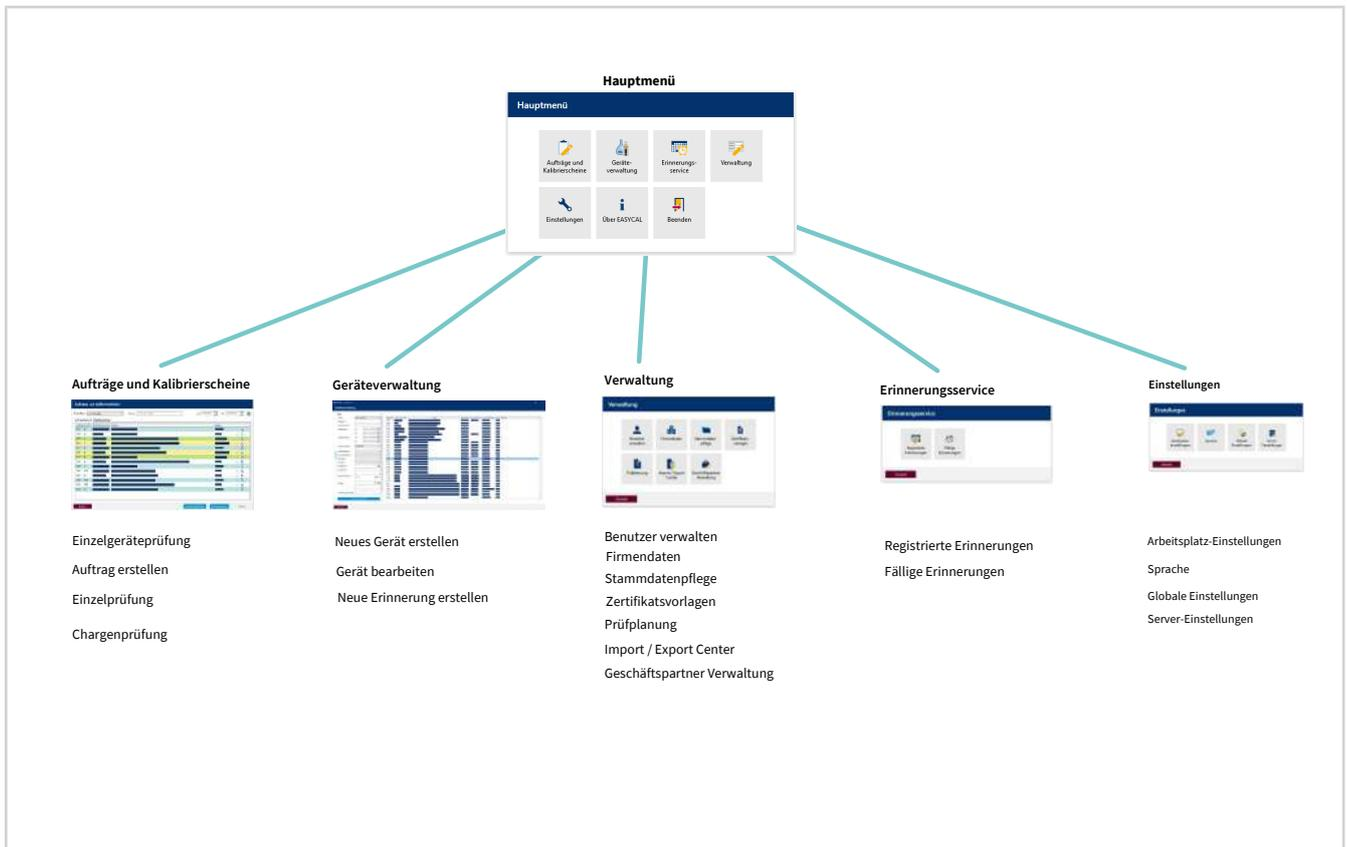 Hauptmenü
Hauptmenü
Aufträge und
Kalibrierscheine
Geräte-
verwaltung
Erinnerungs-
service
Verwaltung
Einstellungen
Über EASYCAL
Beenden
Aufträge und Kalibrierscheine
Einzelgeräteprüfung
Auftrag erstellen
Einzelprüfung
Chargenprüfung
Geräteverwaltung
Neues Gerät erstellen
Gerät bearbeiten
Neue Erinnerung erstellen
Verwaltung
Verwaltung
Benutzer verwalten
Firmendaten
Stammdatenpflege
Zertifikatsvorlagen
Prüfplanung
Import / Export Center
Geschäftspartner Verwaltung
Erinnerungsservice
Erinnerungsservice
Registrierte Erinnerungen
Fällige Erinnerungen
Einstellungen
Einstellungen
Arbeitsplatz-Einstellungen
Sprache
Globale Einstellungen
Server-Einstellungen